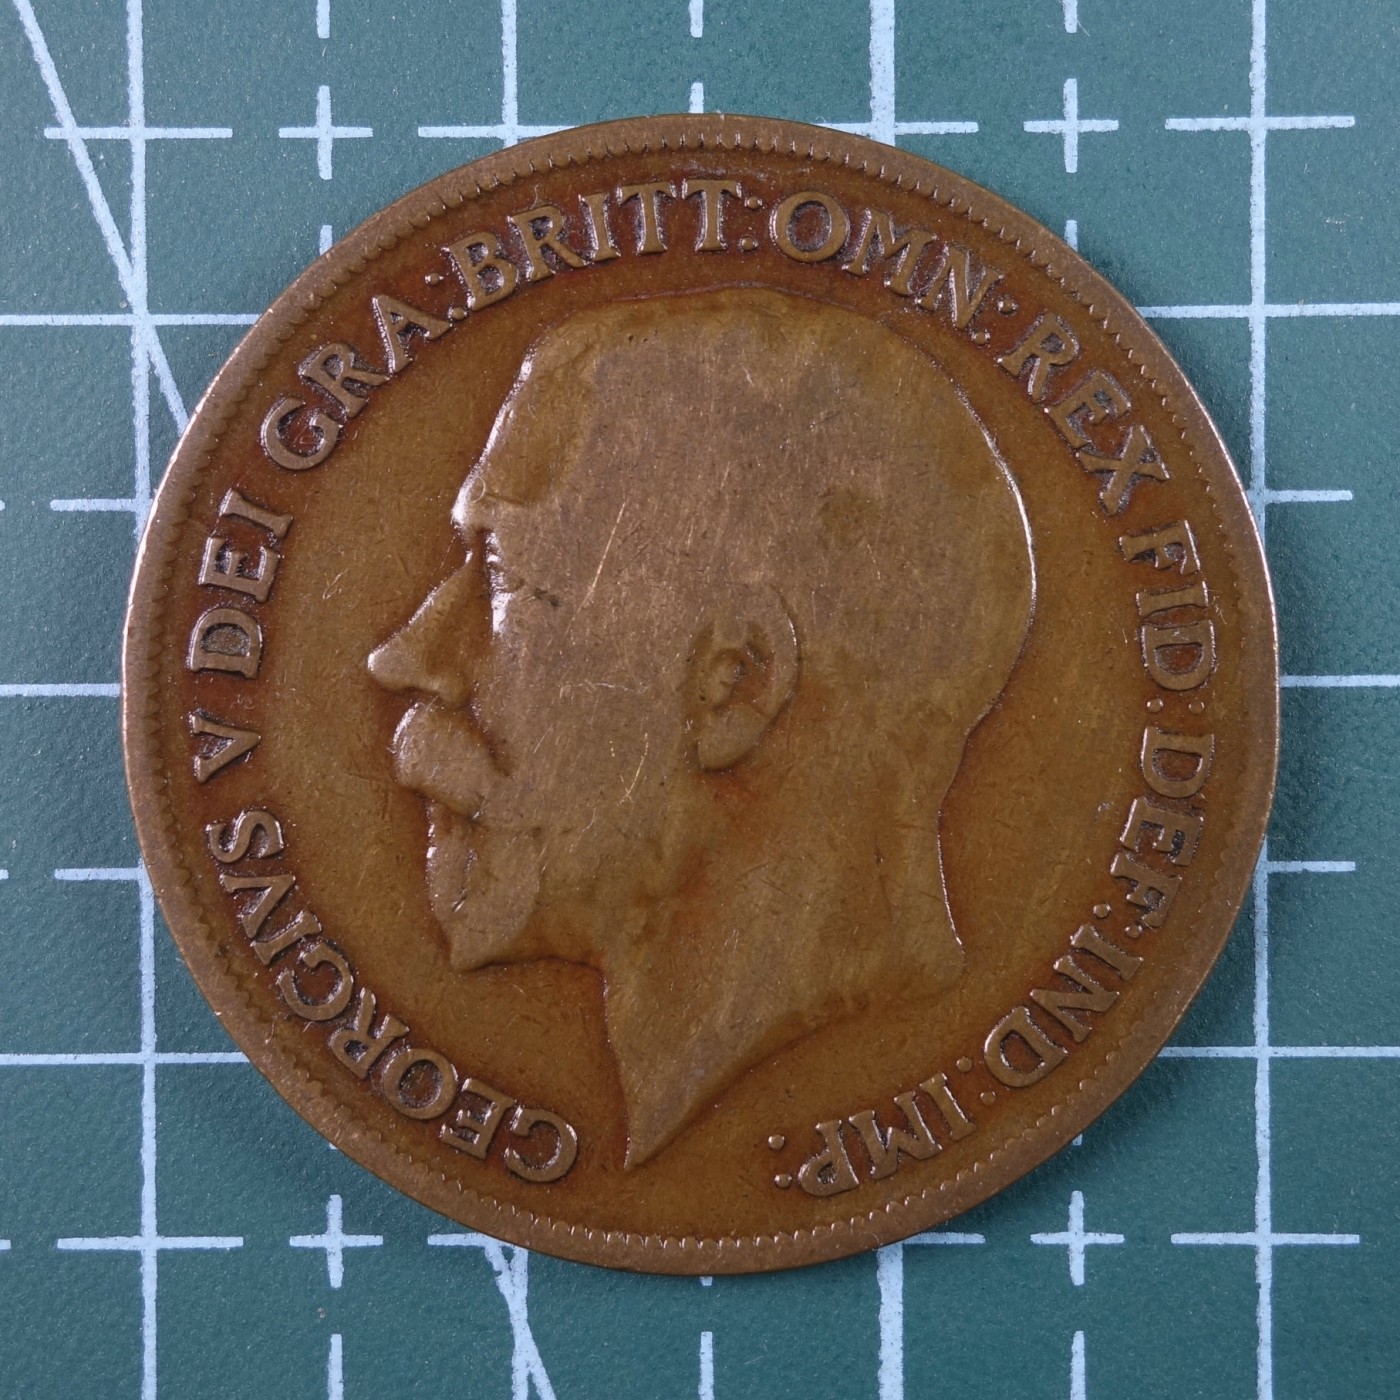 GEORGIVS V DEI GRA:BRITT:OMN:REX FID:DEF:IND:IMP: